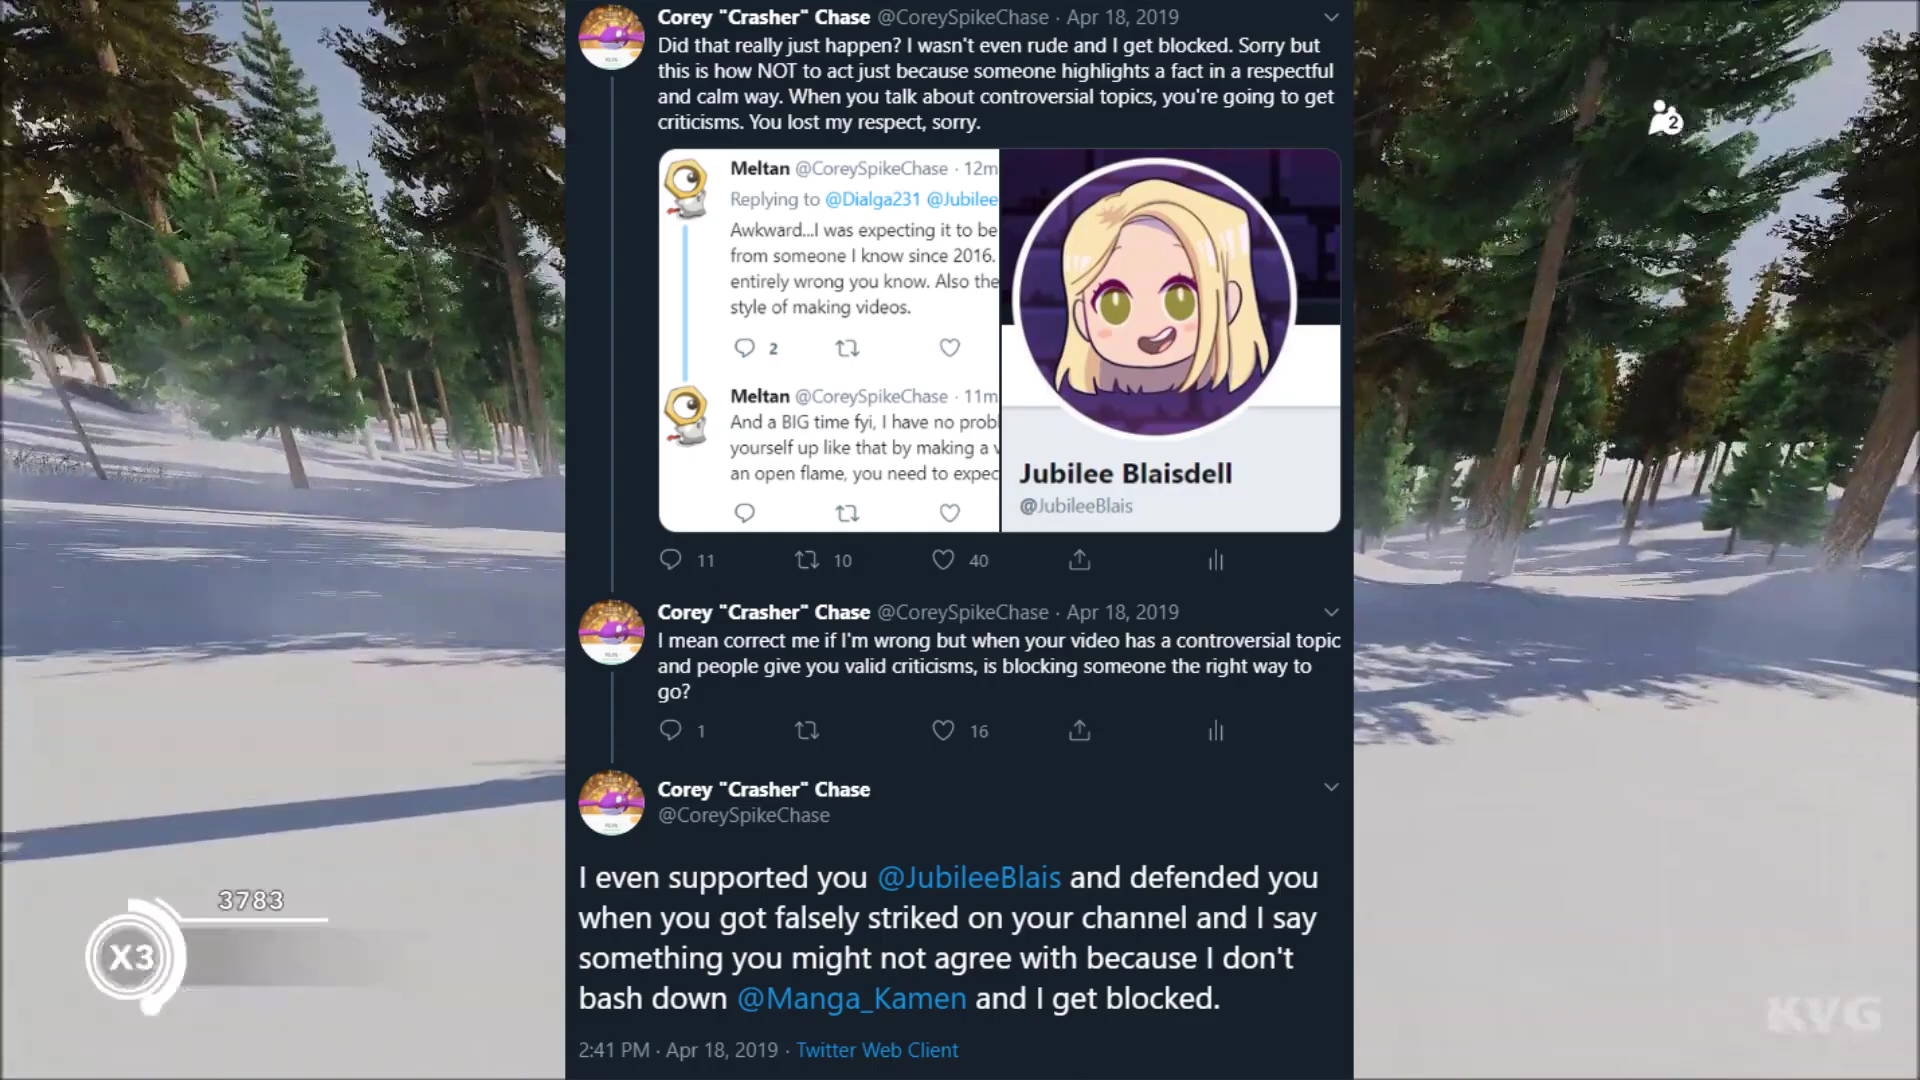 Corey "Crasher" Chase @CoreySpikeChase · Apr 18, 2019
Did that really just happen? I wasn't even rude and I get blocked. Sorry but
this is how NOT to act just because someone highlights a fact in a respectful
and calm way. When you talk about controversial topics, you're going to get
criticisms. You lost my respect, sorry.
2
Meltan @CoreySpikeChase · 12m
Replying to @Dialga231 @Jubilee
Awkward...I was expecting it to be
from someone I know since 2016.
entirely wrong you know. Also the
style of making videos.
2
Meltan @CoreySpikeChase · 11m
And a BIG time fyi, I have no probl
yourself up like that by making a v
an open flame, you need to expec
Jubilee Blaisdell
@JubileeBlais
11 10 40
Corey "Crasher" Chase @CoreySpikeChase · Apr 18, 2019
I mean correct me if I'm wrong but when your video has a controversial topic
and people give you valid criticisms, is blocking someone the right way to
go?
1 16
Corey "Crasher" Chase
@CoreySpikeChase
I even supported you @JubileeBlais and defended you
when you got falsely striked on your channel and I say
something you might not agree with because I don't
bash down @Manga_Kamen and I get blocked.
2:41 PM · Apr 18, 2019 · Twitter Web Client
3783
X3
KVG